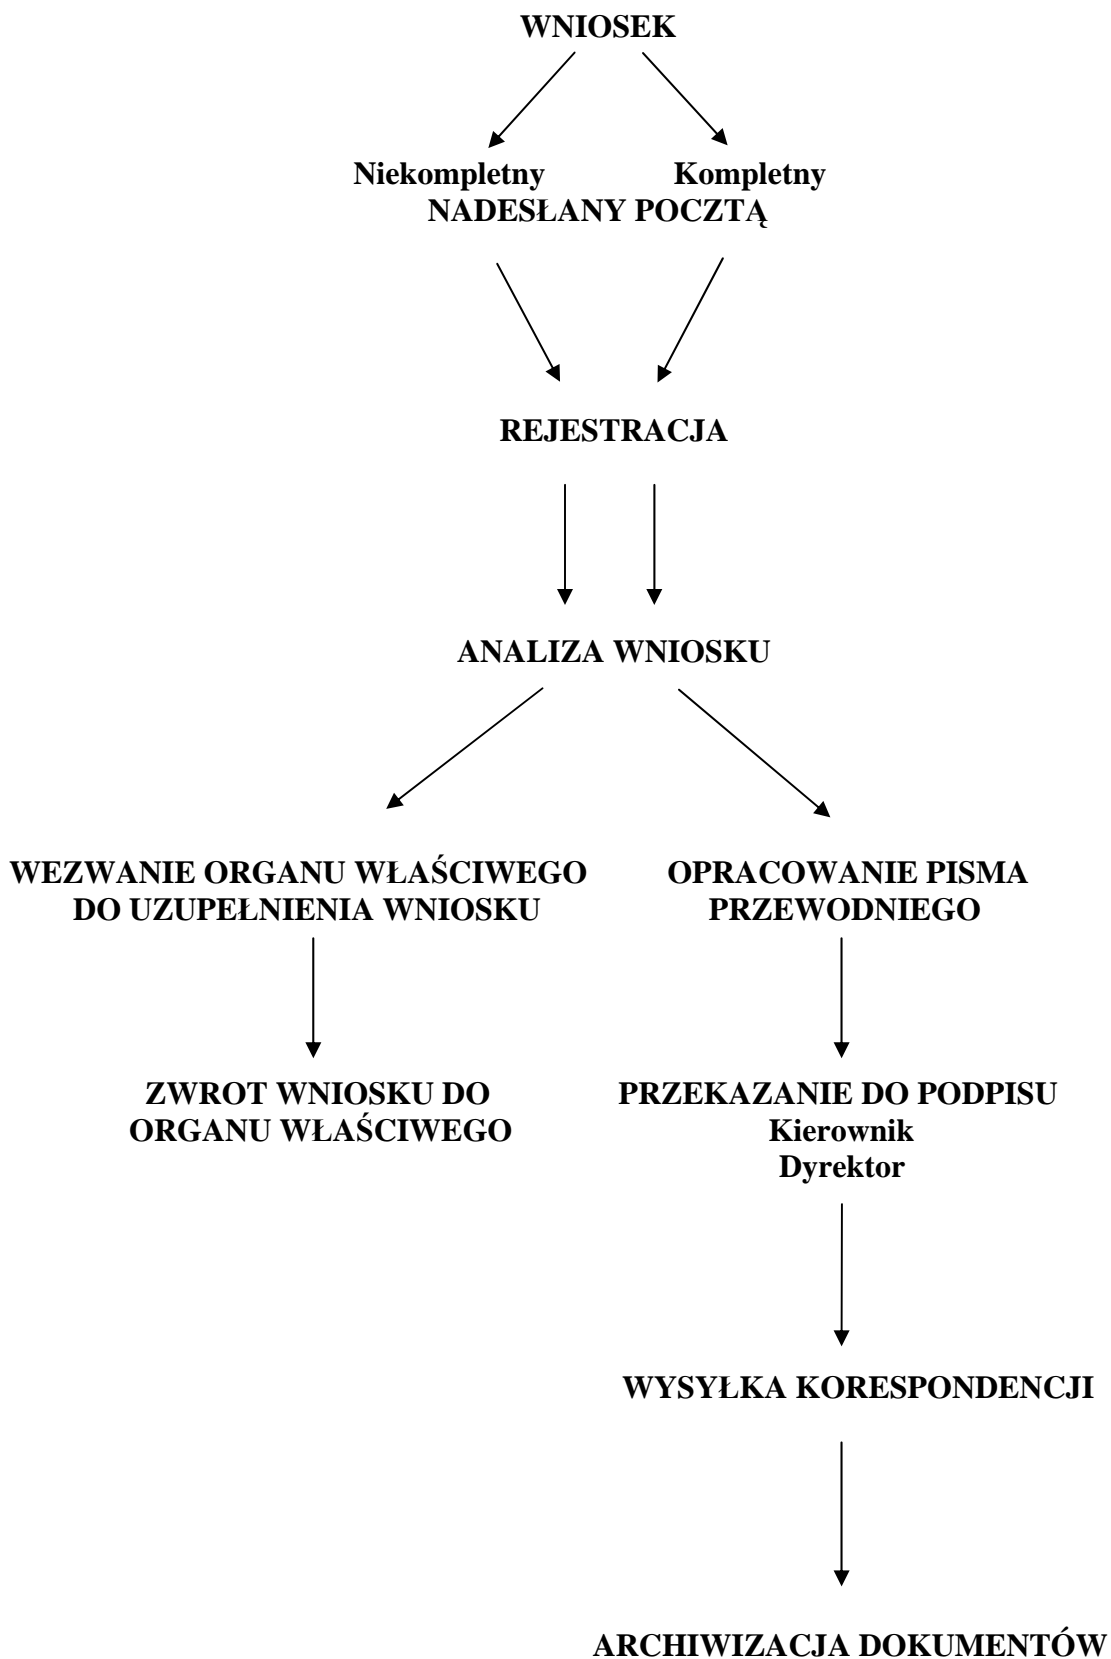 WNIOSEK
Niekompletny Kompletny
NADESŁANY POCZTĄ
REJESTRACJA
ANALIZA WNIOSKU
WEZWANIE ORGANU WŁAŚCIWEGO
DO UZUPEŁNIENIA WNIOSKU
OPRACOWANIE PISMA
PRZEWODNIEGO
ZWROT WNIOSKU DO
ORGANU WŁAŚCIWEGO
PRZEKAZANIE DO PODPISU
Kierownik
Dyrektor
WYSYŁKA KORESPONDENCJI
ARCHIWIZACJA DOKUMENTÓW